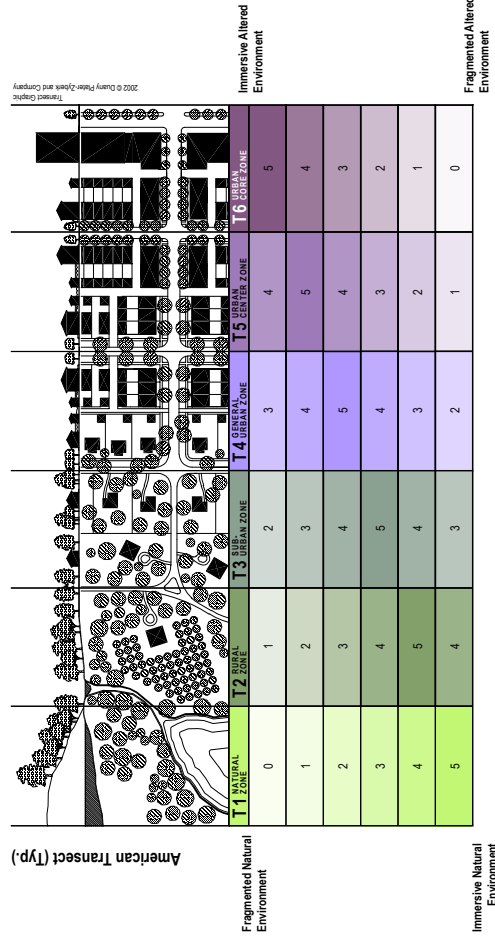 American Transect (Typ.)
Transect Graphic
2002 © Duany Plater-Zyberk and Company
Fragmented Natural
Environment
Immersive Altered
Environment
T1 NATURAL
ZONE
T2 RURAL
ZONE
T3 SUB-
URBAN ZONE
T4 GENERAL
URBAN ZONE
T5 URBAN
CENTER ZONE
T6 URBAN
CORE ZONE
0 1 2 3 4 5
1 2 3 4 5 4
2 3 4 5 4 3
3 4 5 4 3 2
4 5 4 3 2 1
5 4 3 2 1 0
Immersive Natural
Environment
Fragmented Altered
Environment